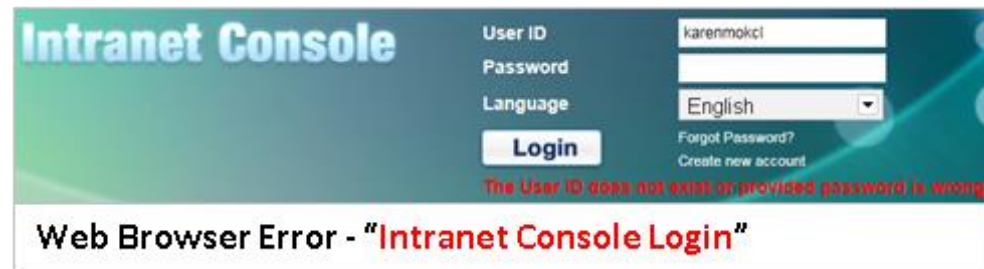 Intranet Console
User ID karenmokcl
Password
Language English
Login
Forgot Password?
Create new account
The User ID does not exist or provided password is wrong
Web Browser Error - "Intranet Console Login"